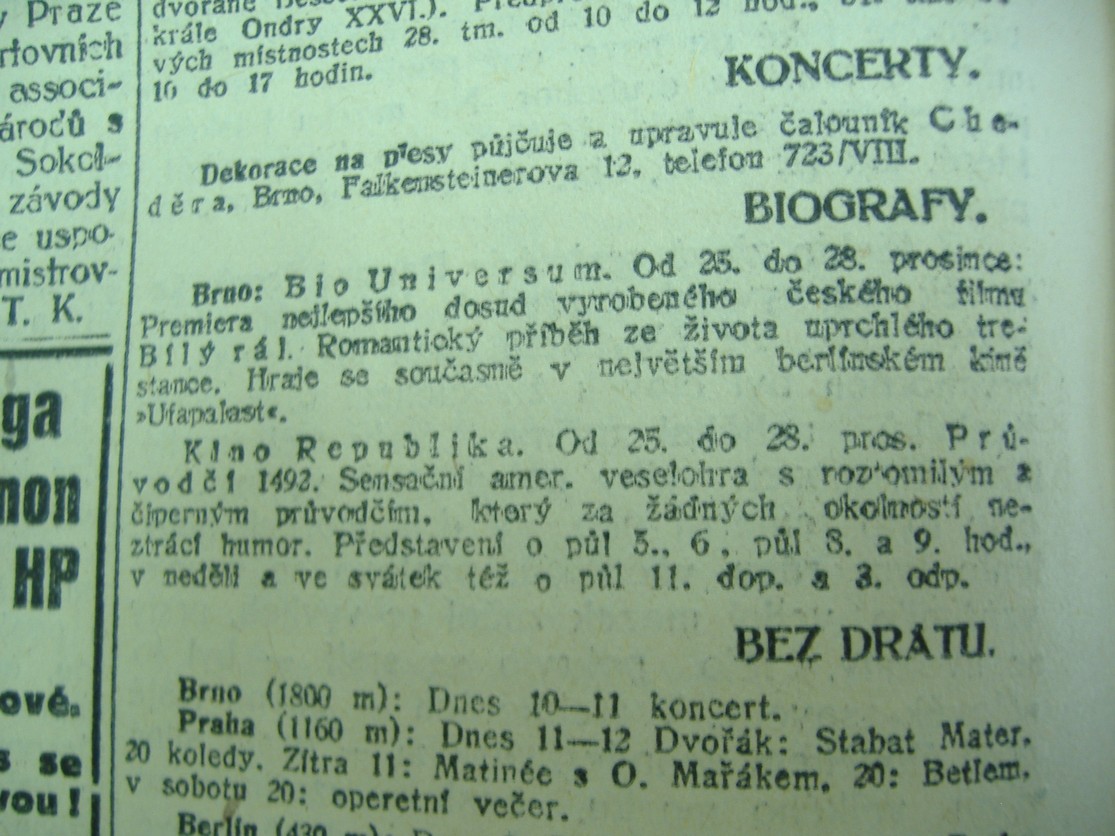 y Praze
rtovních
associ-
árodů s
Sokol-
závody
e uspo-
mistrov-
T. K.
ga
mon
HP
ové.
s se
vou!
krále Ondry XXVI.).
vých místnostech 28. tm. od 10 do 12 hod.,
16 do 17 hodin.
KONCERTY.
Dekorace na plesy půjčuje a upravuje čalouník Che-
děra, Brno, Falkensteinerova 12, telefon 723/VIII.
BIOGRAFY.
Brno: Bio Universum. Od 25. do 28. prosince:
Premiera nejlepšího dosud vyrobeného českého filmu
Bílý ráj. Romantický příběh ze života uprchlého tre-
stance. Hraje se současně v největším berlínském kině
»Ufapalast«.
Kino Republika. Od 25. do 28. pros. Prů-
vodčí 1492. Sensační amer. veselohra s roztomilým a
čiperným průvodčím, který za žádných okolností ne-
ztrácí humor. Představení o půl 5., 6, půl 8. a 9. hod.,
v neděli a ve svátek též o půl 11. dop. a 3. odp.
BEZ DRÁTU.
Brno (1800 m): Dnes 10—11 koncert.
Praha (1160 m): Dnes 11—12 Dvořák: Stabat Mater.
20 koledy. Zítra 11: Matinée s O. Mařákem, 20: Betlem,
v sobotu 20: operetní večer.
Berlín (430 m):